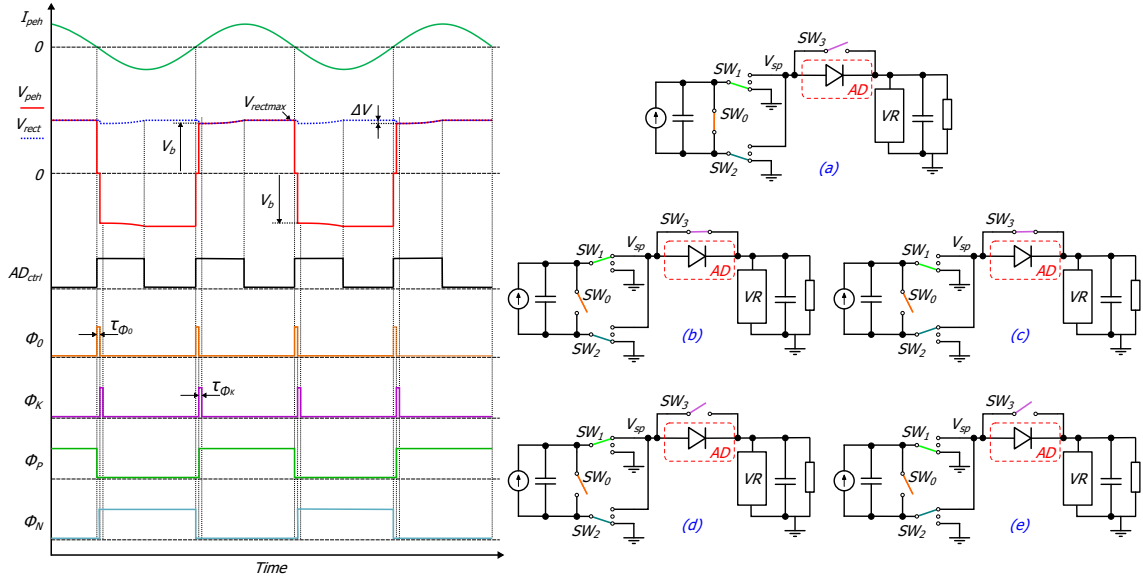 I_peh
0
V_peh
V_rect
V_rectmax
ΔV
V_b
0
V_b
AD_ctrl
Φ_0
τ_Φ0
Φ_K
τ_ΦK
Φ_P
Φ_N
Time
SW_3
V_sp
SW_1
AD
SW_0
VR
SW_2
(a)
SW_3
V_sp
SW_1
AD
SW_0
VR
SW_2
(b)
SW_3
V_sp
SW_1
AD
SW_0
VR
SW_2
(c)
SW_3
V_sp
SW_1
AD
SW_0
VR
SW_2
(d)
SW_3
V_sp
SW_1
AD
SW_0
VR
SW_2
(e)